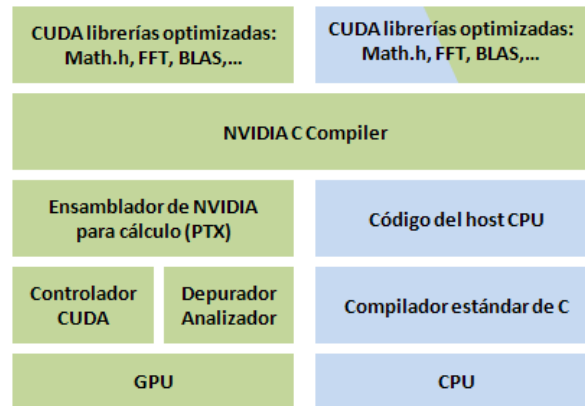 CUDA librerías optimizadas:
Math.h, FFT, BLAS,...
CUDA librerías optimizadas:
Math.h, FFT, BLAS,...
NVIDIA C Compiler
Ensamblador de NVIDIA
para cálculo (PTX)
Código del host CPU
Controlador
CUDA
Depurador
Analizador
Compilador estándar de C
GPU
CPU